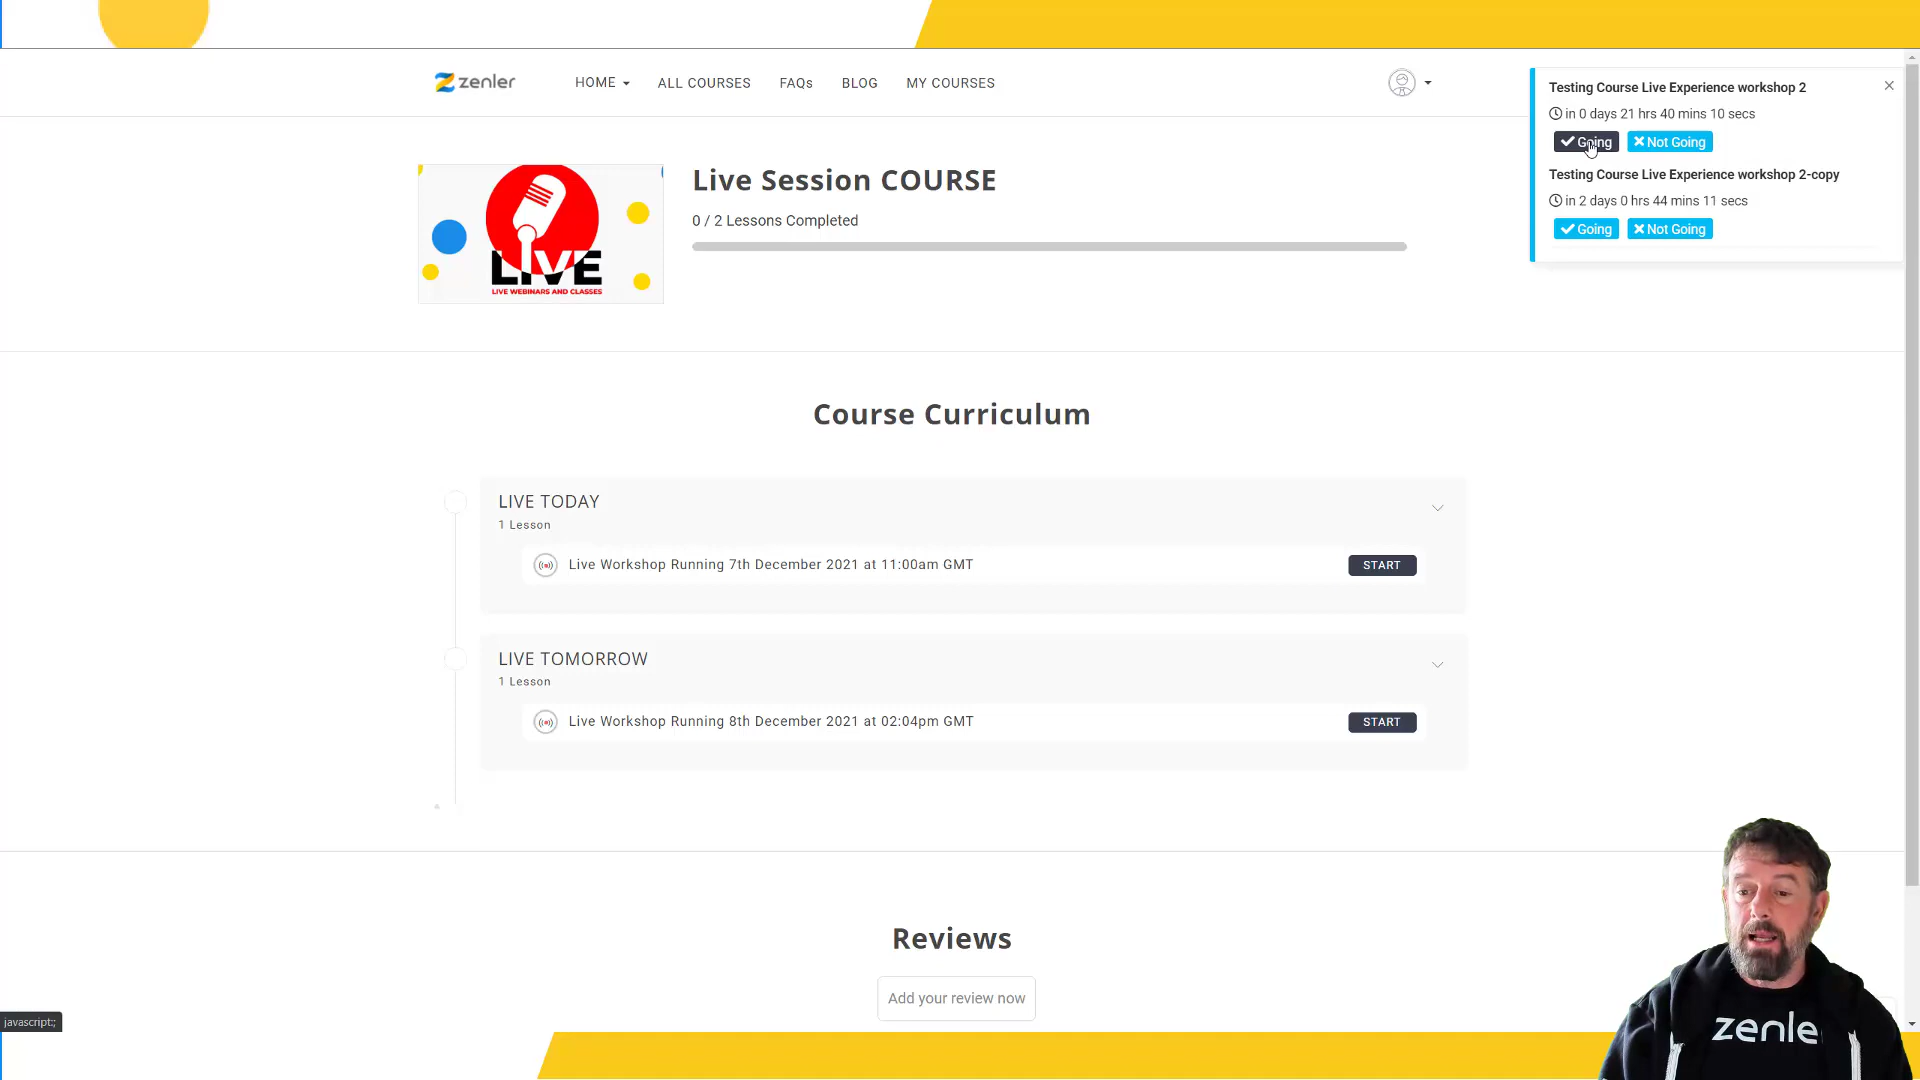 zenler
HOME
ALL COURSES
FAQs
BLOG
MY COURSES
Testing Course Live Experience workshop 2
in 0 days 21 hrs 40 mins 10 secs
Going
Not Going
Testing Course Live Experience workshop 2-copy
in 2 days 0 hrs 44 mins 11 secs
Going
Not Going
LIVE
LIVE WEBINARS AND CLASSES
Live Session COURSE
0 / 2 Lessons Completed
Course Curriculum
LIVE TODAY
1 Lesson
Live Workshop Running 7th December 2021 at 11:00am GMT
START
LIVE TOMORROW
1 Lesson
Live Workshop Running 8th December 2021 at 02:04pm GMT
START
Reviews
Add your review now
javascript:;
zenle